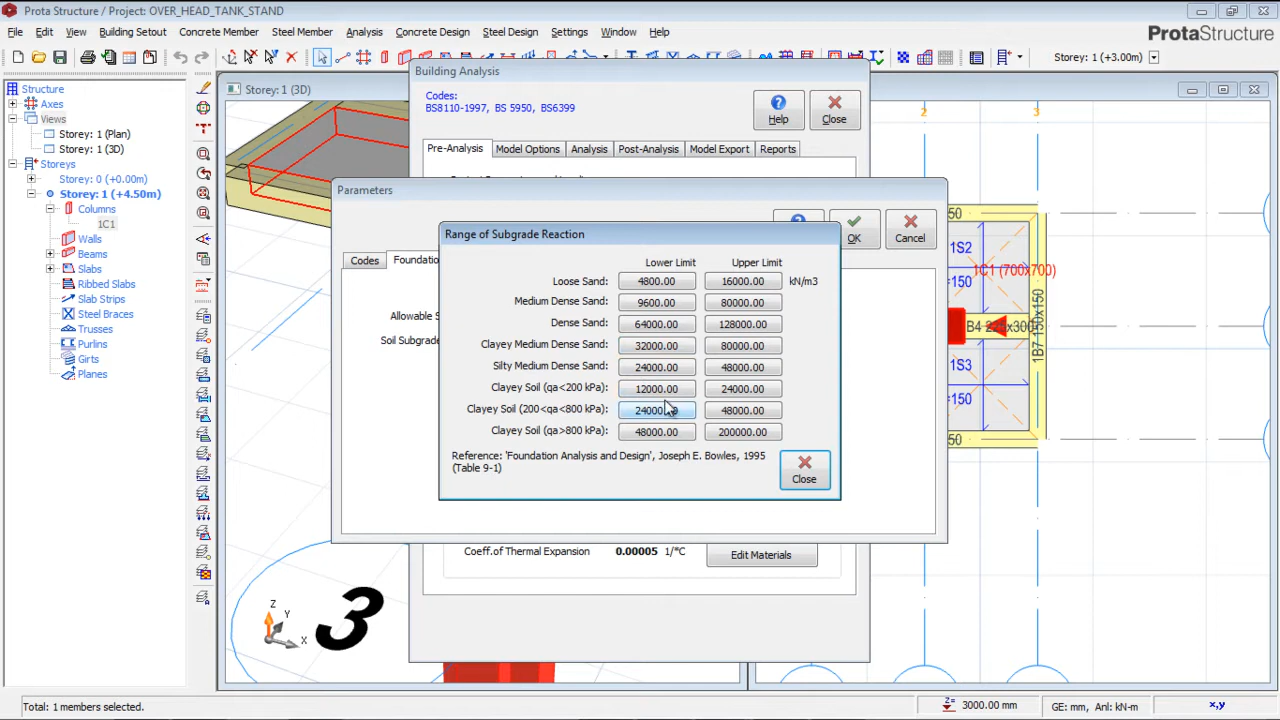 Prota Structure / Project: OVER_HEAD_TANK_STAND
File Edit View Building Setout Concrete Member Steel Member Analysis Concrete Design Steel Design Settings Window Help
ProtaStructure
Storey: 1 (+3.00m)
Structure
Axes
Views
Storey: 1 (Plan)
Storey: 1 (3D)
Storeys
Storey: 0 (+0.00m)
Storey: 1 (+4.50m)
Columns
1C1
Walls
Beams
Slabs
Ribbed Slabs
Slab Strips
Steel Braces
Trusses
Purlins
Girts
Planes
Storey: 1 (3D)
3
Z
Y
X
Building Analysis
Codes:
BS8110-1997, BS 5950, BS6399
Help
Close
Pre-Analysis Model Options Analysis Post-Analysis Model Export Reports
Parameters
OK
Cancel
Codes
Allowable S
Soil Subgrade
Range of Subgrade Reaction
Lower Limit Upper Limit
Loose Sand: 4800.00 16000.00 kN/m3
Medium Dense Sand: 9600.00 80000.00
Dense Sand: 64000.00 128000.00
Clayey Medium Dense Sand: 32000.00 80000.00
Silty Medium Dense Sand: 24000.00 48000.00
Clayey Soil (qa<200 kPa): 12000.00 24000.00
Clayey Soil (200<qa<800 kPa): 48000.00
Clayey Soil (qa>800 kPa): 48000.00 200000.00
Reference: 'Foundation Analysis and Design', Joseph E. Bowles, 1995
(Table 9-1)
Close
Coeff.of Thermal Expansion 0.00005 1/°C
Edit Materials
2 3
50
1S2
1C1 (700x700)
=150
B4
1B7 150x150
1S3
=150
50
Total: 1 members selected.
Z=
3000.00 mm
GE: mm, Anl: kN-m
x,y